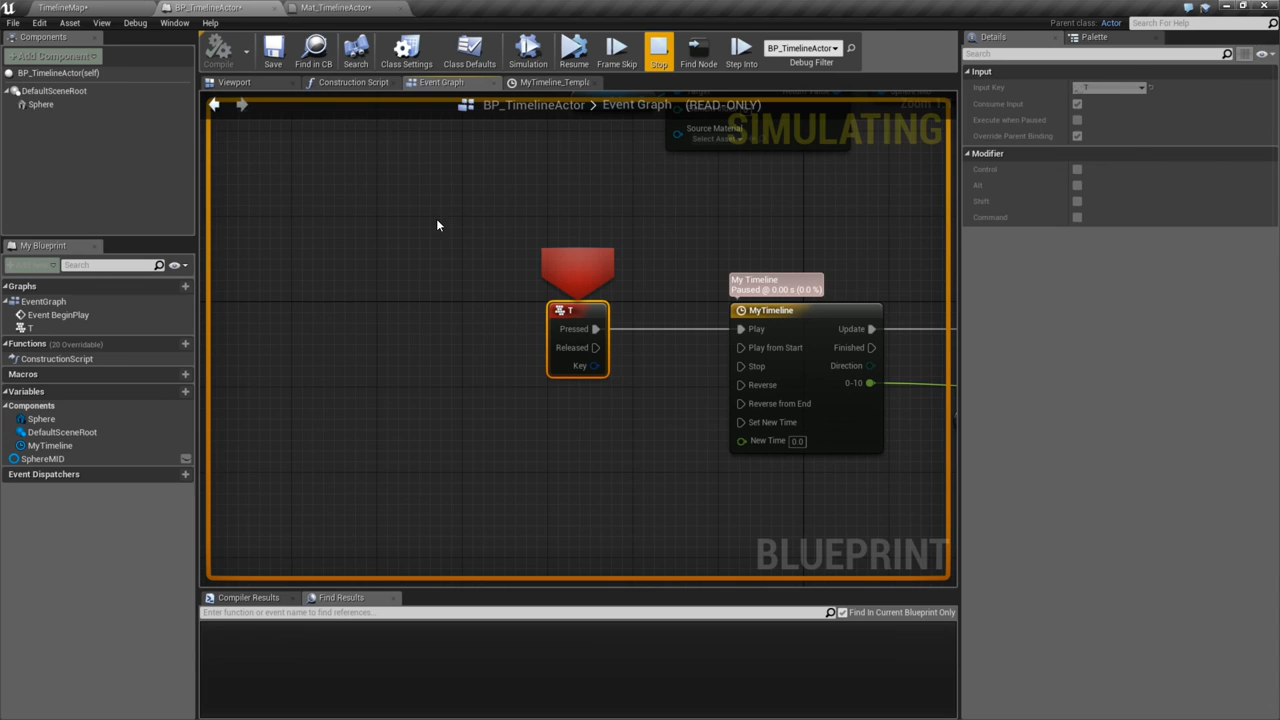 TimelineMap*
BP_TimelineActor*
Mat_TimelineActor*
File Edit Asset View Debug Window Help
Parent class: Actor
Search For Help
Components
+ Add Component
BP_TimelineActor(self)
DefaultSceneRoot
Sphere
Compile
Save
Find in CB
Search
Class Settings
Class Defaults
Simulation
Resume
Frame Skip
Stop
Find Node
Step Into
BP_TimelineActor
Debug Filter
Viewport
Construction Script
Event Graph
MyTimeline_Templa
BP_TimelineActor > Event Graph (READ-ONLY)
Source Material
Select Asset
SIMULATING
T
Pressed
Released
Key
My Timeline
Paused @ 0.00 s (0.0 %)
MyTimeline
Play Update
Play from Start Finished
Stop Direction
Reverse 0-10
Reverse from End
Set New Time
New Time 0.0
BLUEPRINT
My Blueprint
Search
Graphs
EventGraph
Event BeginPlay
T
Functions (20 Overridable)
ConstructionScript
Macros
Variables
Components
Sphere
DefaultSceneRoot
MyTimeline
SphereMID
Event Dispatchers
Compiler Results
Find Results
Enter function or event name to find references...
Find In Current Blueprint Only
Details
Palette
Search
Input
Input Key T
Consume Input
Execute when Paused
Override Parent Binding
Modifier
Control
Alt
Shift
Command